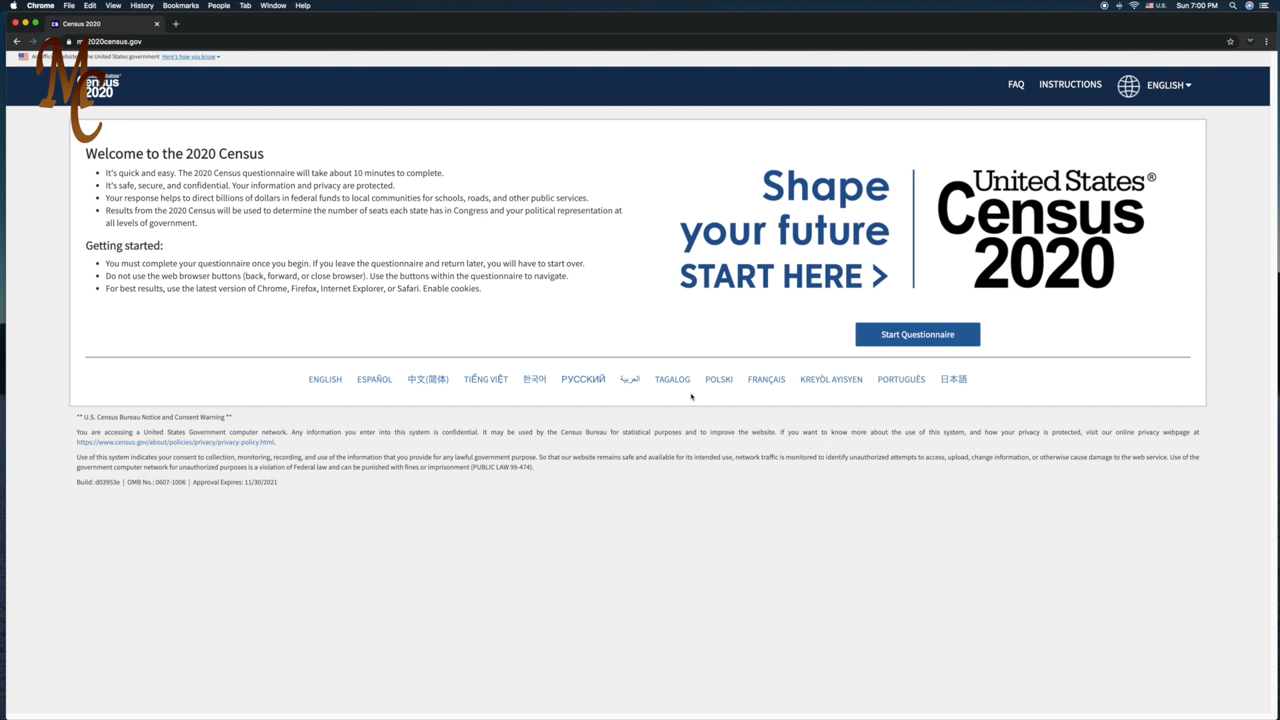 Chrome File Edit View History Bookmarks People Tab Window Help U.S. Sun 7:00 PM
Census 2020
2020census.gov
the United States government Here's how you know
Census
2020
FAQ INSTRUCTIONS ENGLISH
MC
Welcome to the 2020 Census
• It's quick and easy. The 2020 Census questionnaire will take about 10 minutes to complete.
• It's safe, secure, and confidential. Your information and privacy are protected.
• Your response helps to direct billions of dollars in federal funds to local communities for schools, roads, and other public services.
• Results from the 2020 Census will be used to determine the number of seats each state has in Congress and your political representation at
all levels of government.
Getting started:
• You must complete your questionnaire once you begin. If you leave the questionnaire and return later, you will have to start over.
• Do not use the web browser buttons (back, forward, or close browser). Use the buttons within the questionnaire to navigate.
• For best results, use the latest version of Chrome, Firefox, Internet Explorer, or Safari. Enable cookies.
Shape
your future
START HERE >
United States®
Census
2020
Start Questionnaire
ENGLISH ESPAÑOL 中文(简体) TIẾNG VIỆT 한국어 РУССКИЙ العربية TAGALOG POLSKI FRANÇAIS KREYÒL AYISYEN PORTUGUÊS 日本語
** U.S. Census Bureau Notice and Consent Warning **
You are accessing a United States Government computer network. Any information you enter into this system is confidential. It may be used by the Census Bureau for statistical purposes and to improve the website. If you want to know more about the use of this system, and how your privacy is protected, visit our online privacy webpage at
https://www.census.gov/about/policies/privacy/privacy-policy.html.
Use of this system indicates your consent to collection, monitoring, recording, and use of the information that you provide for any lawful government purpose. So that our website remains safe and available for its intended use, network traffic is monitored to identify unauthorized attempts to access, upload, change information, or otherwise cause damage to the web service. Use of the
government computer network for unauthorized purposes is a violation of Federal law and can be punished with fines or imprisonment (PUBLIC LAW 99-474).
Build: d03953e | OMB No.: 0607-1006 | Approval Expires: 11/30/2021